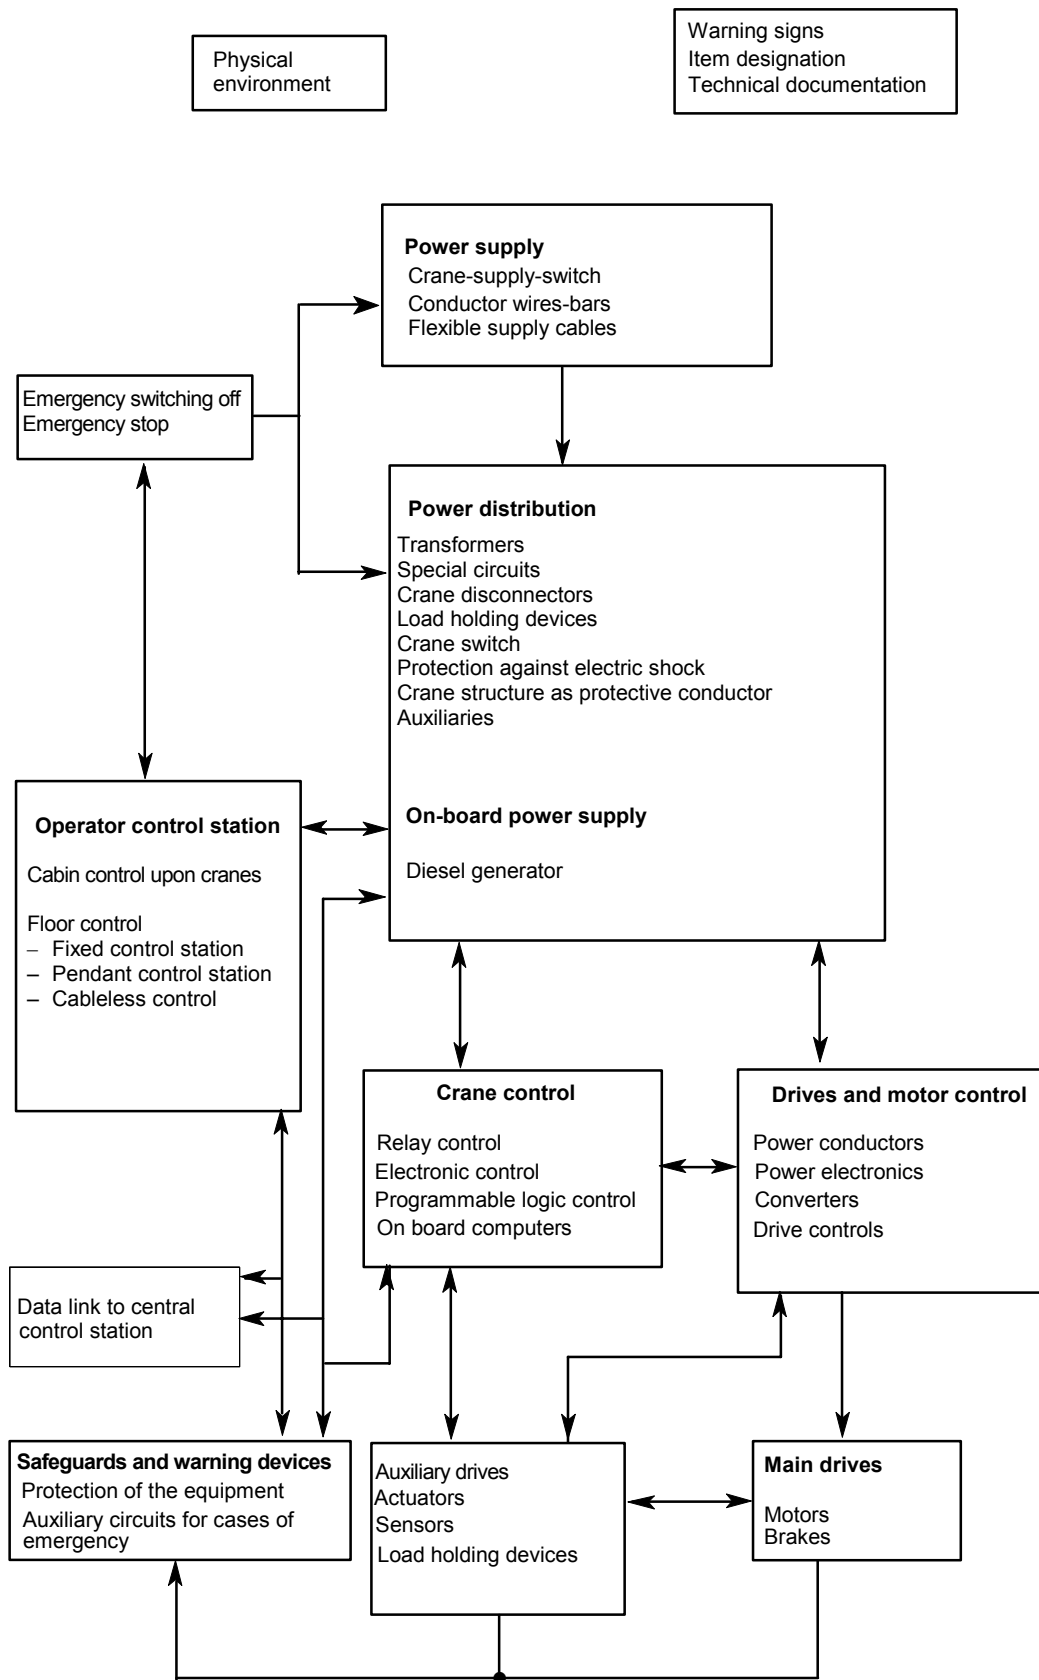 Physical
environment
Warning signs
Item designation
Technical documentation
Power supply
Crane-supply-switch
Conductor wires-bars
Flexible supply cables
Emergency switching off
Emergency stop
Power distribution
Transformers
Special circuits
Crane disconnectors
Load holding devices
Crane switch
Protection against electric shock
Crane structure as protective conductor
Auxiliaries
On-board power supply
Diesel generator
Operator control station
Cabin control upon cranes
Floor control
– Fixed control station
– Pendant control station
– Cableless control
Crane control
Relay control
Electronic control
Programmable logic control
On board computers
Drives and motor control
Power conductors
Power electronics
Converters
Drive controls
Data link to central
control station
Safeguards and warning devices
Protection of the equipment
Auxiliary circuits for cases of
emergency
Auxiliary drives
Actuators
Sensors
Load holding devices
Main drives
Motors
Brakes